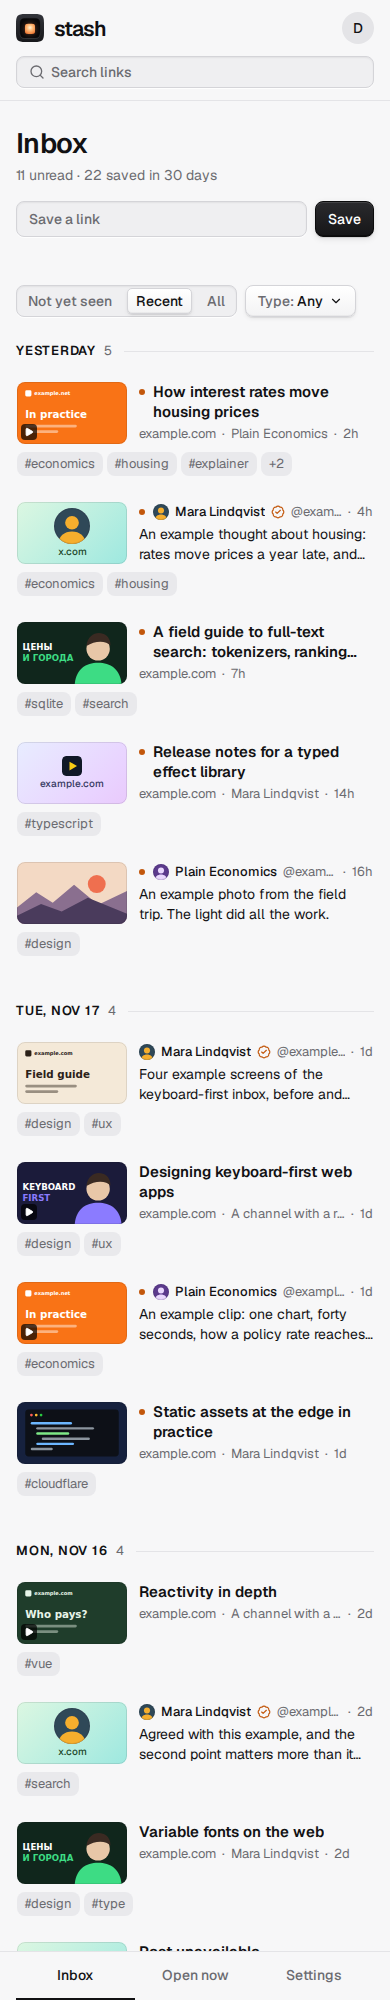 stash
D
Search links
Inbox
11 unread · 22 saved in 30 days
Save a link
Save
Not yet seen
Recent
All
Type: Any
YESTERDAY 5
example.net
In practice
How interest rates move
housing prices
example.com · Plain Economics · 2h
#economics
#housing
#explainer
+2
x.com
Mara Lindqvist @exam… · 4h
An example thought about housing:
rates move prices a year late, and…
#economics
#housing
ЦЕНЫ
И ГОРОДА
A field guide to full-text
search: tokenizers, ranking…
example.com · 7h
#sqlite
#search
example.com
Release notes for a typed
effect library
example.com · Mara Lindqvist · 14h
#typescript
Plain Economics @exam… · 16h
An example photo from the field
trip. The light did all the work.
#design
TUE, NOV 17 4
example.com
Field guide
Mara Lindqvist @example… · 1d
Four example screens of the
keyboard-first inbox, before and…
#design
#ux
KEYBOARD
FIRST
Designing keyboard-first web
apps
example.com · A channel with a r… · 1d
#design
#ux
example.net
In practice
Plain Economics @exampl… · 1d
An example clip: one chart, forty
seconds, how a policy rate reaches…
#economics
Static assets at the edge in
practice
example.com · Mara Lindqvist · 1d
#cloudflare
MON, NOV 16 4
example.com
Who pays?
Reactivity in depth
example.com · A channel with a … · 2d
#vue
x.com
Mara Lindqvist @exampl… · 2d
Agreed with this example, and the
second point matters more than it…
#search
ЦЕНЫ
И ГОРОДА
Variable fonts on the web
example.com · Mara Lindqvist · 2d
#design
#type
Post unavailable
Inbox
Open now
Settings